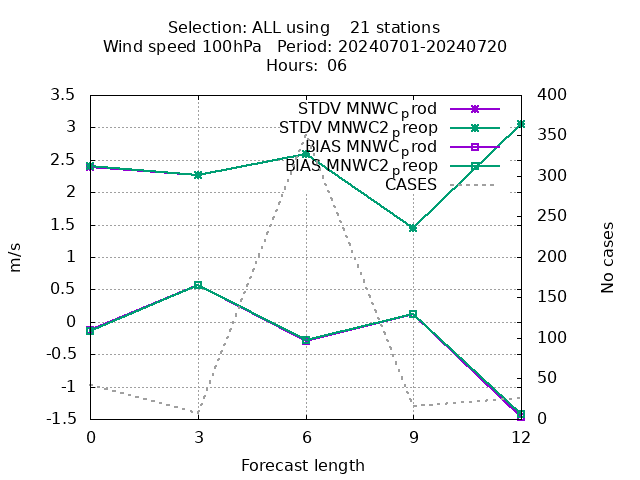 Selection: ALL using 21 stations
Wind speed 100hPa Period: 20240701-20240720
Hours: 06
3.5
3
2.5
2
1.5
1
0.5
0
-0.5
-1
-1.5
m/s
STDV MNWC_prod
STDV MNWC2_preop
BIAS MNWC_prod
BIAS MNWC2_preop
CASES
400
350
300
250
200
150
100
50
0
No cases
0 3 6 9 12
Forecast length